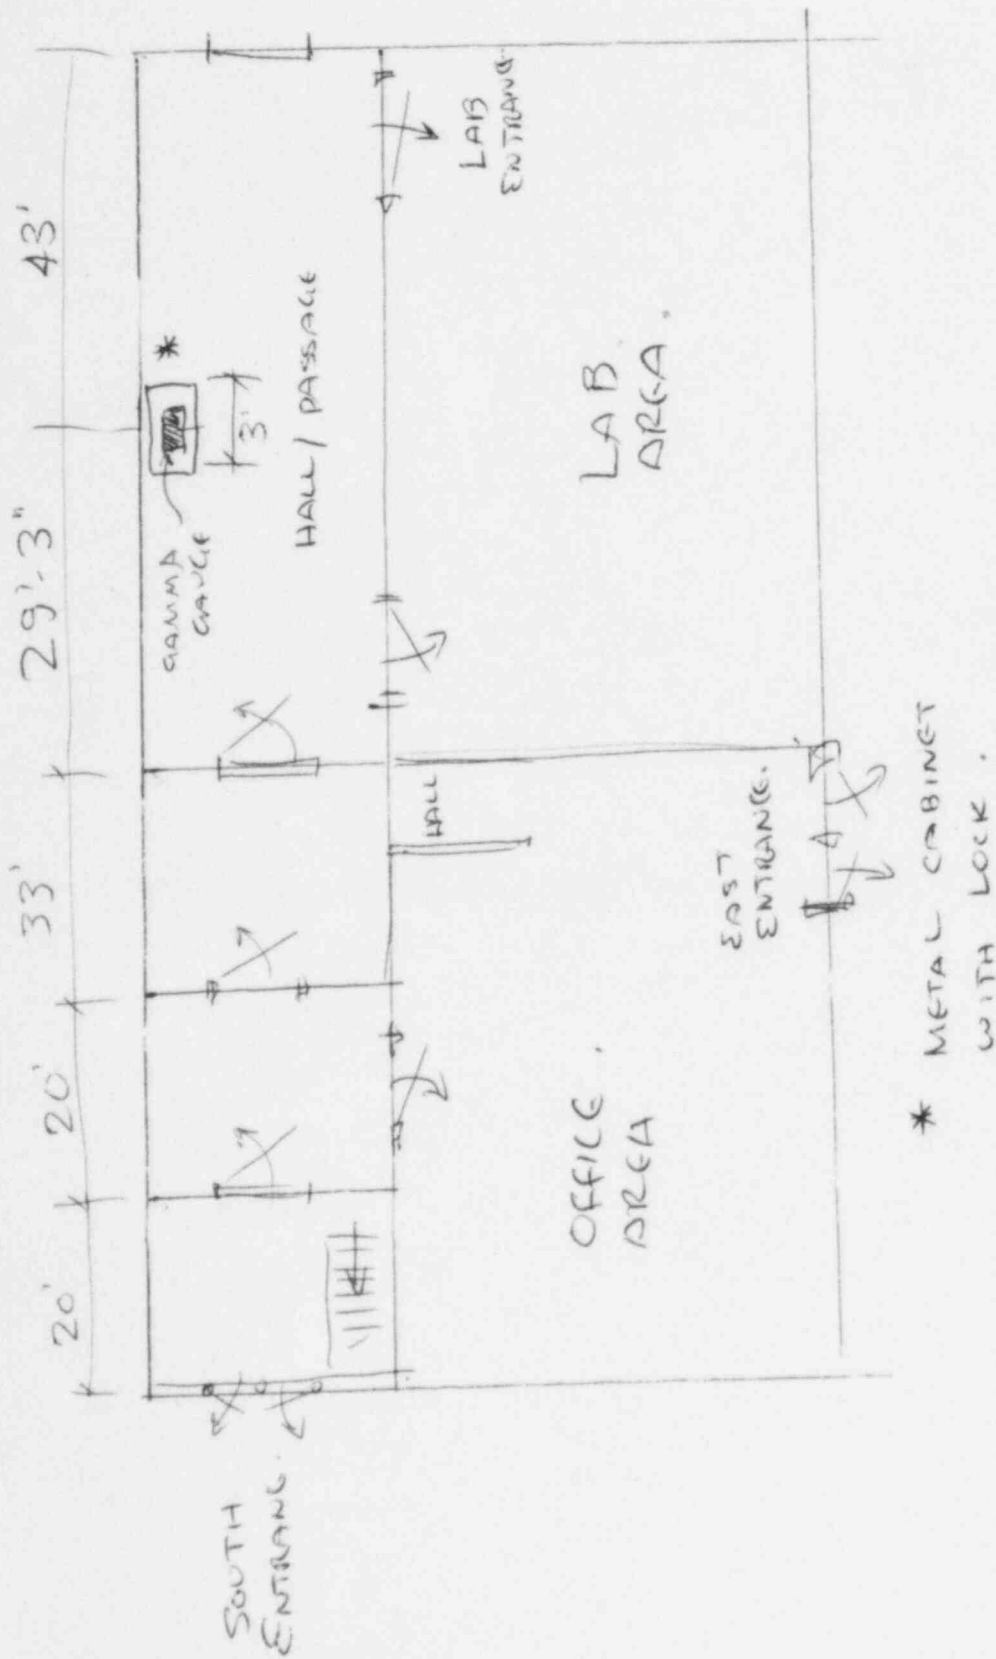 20'
20'
33'
29'-3"
43'
GAMMA
GAUGE
*
3'
HALL / PASSAGE
SOUTH
ENTRANC.
HALL
LAB
ENTRANCE
OFFICE
AREA
LAB
AREA.
EAST
ENTRANCE.
* METAL CABINET
WITH LOCK.